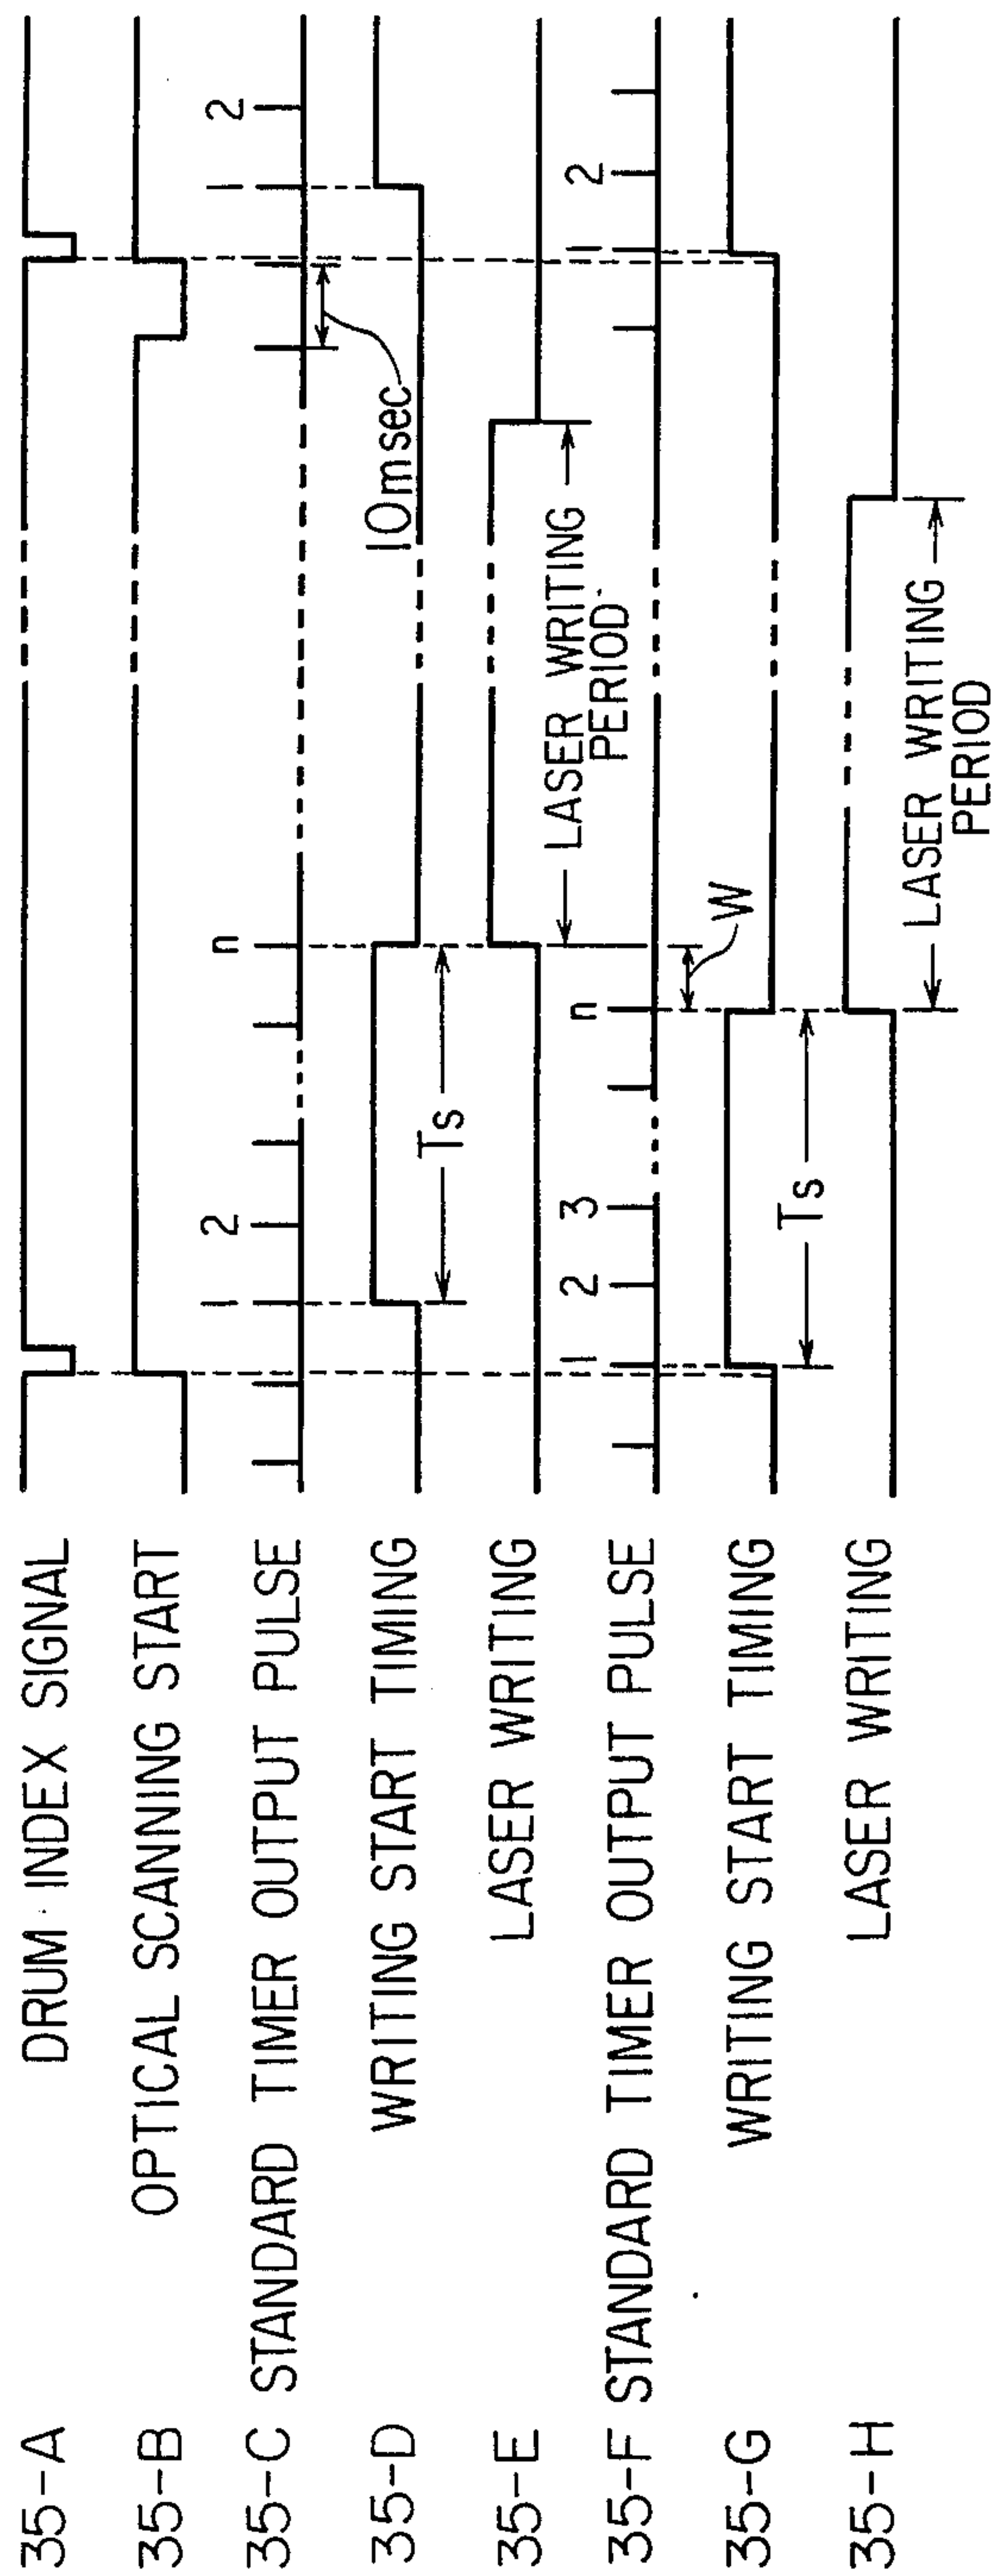 35-A DRUM INDEX SIGNAL
35-B OPTICAL SCANNING START
35-C STANDARD TIMER OUTPUT PULSE 1 2 n 1 2
10msec
35-D WRITING START TIMING
Ts
35-E LASER WRITING
LASER WRITING
PERIOD
35-F STANDARD TIMER OUTPUT PULSE 1 2 3 n 1 2
W
35-G WRITING START TIMING
Ts
35-H LASER WRITING
LASER WRITING
PERIOD